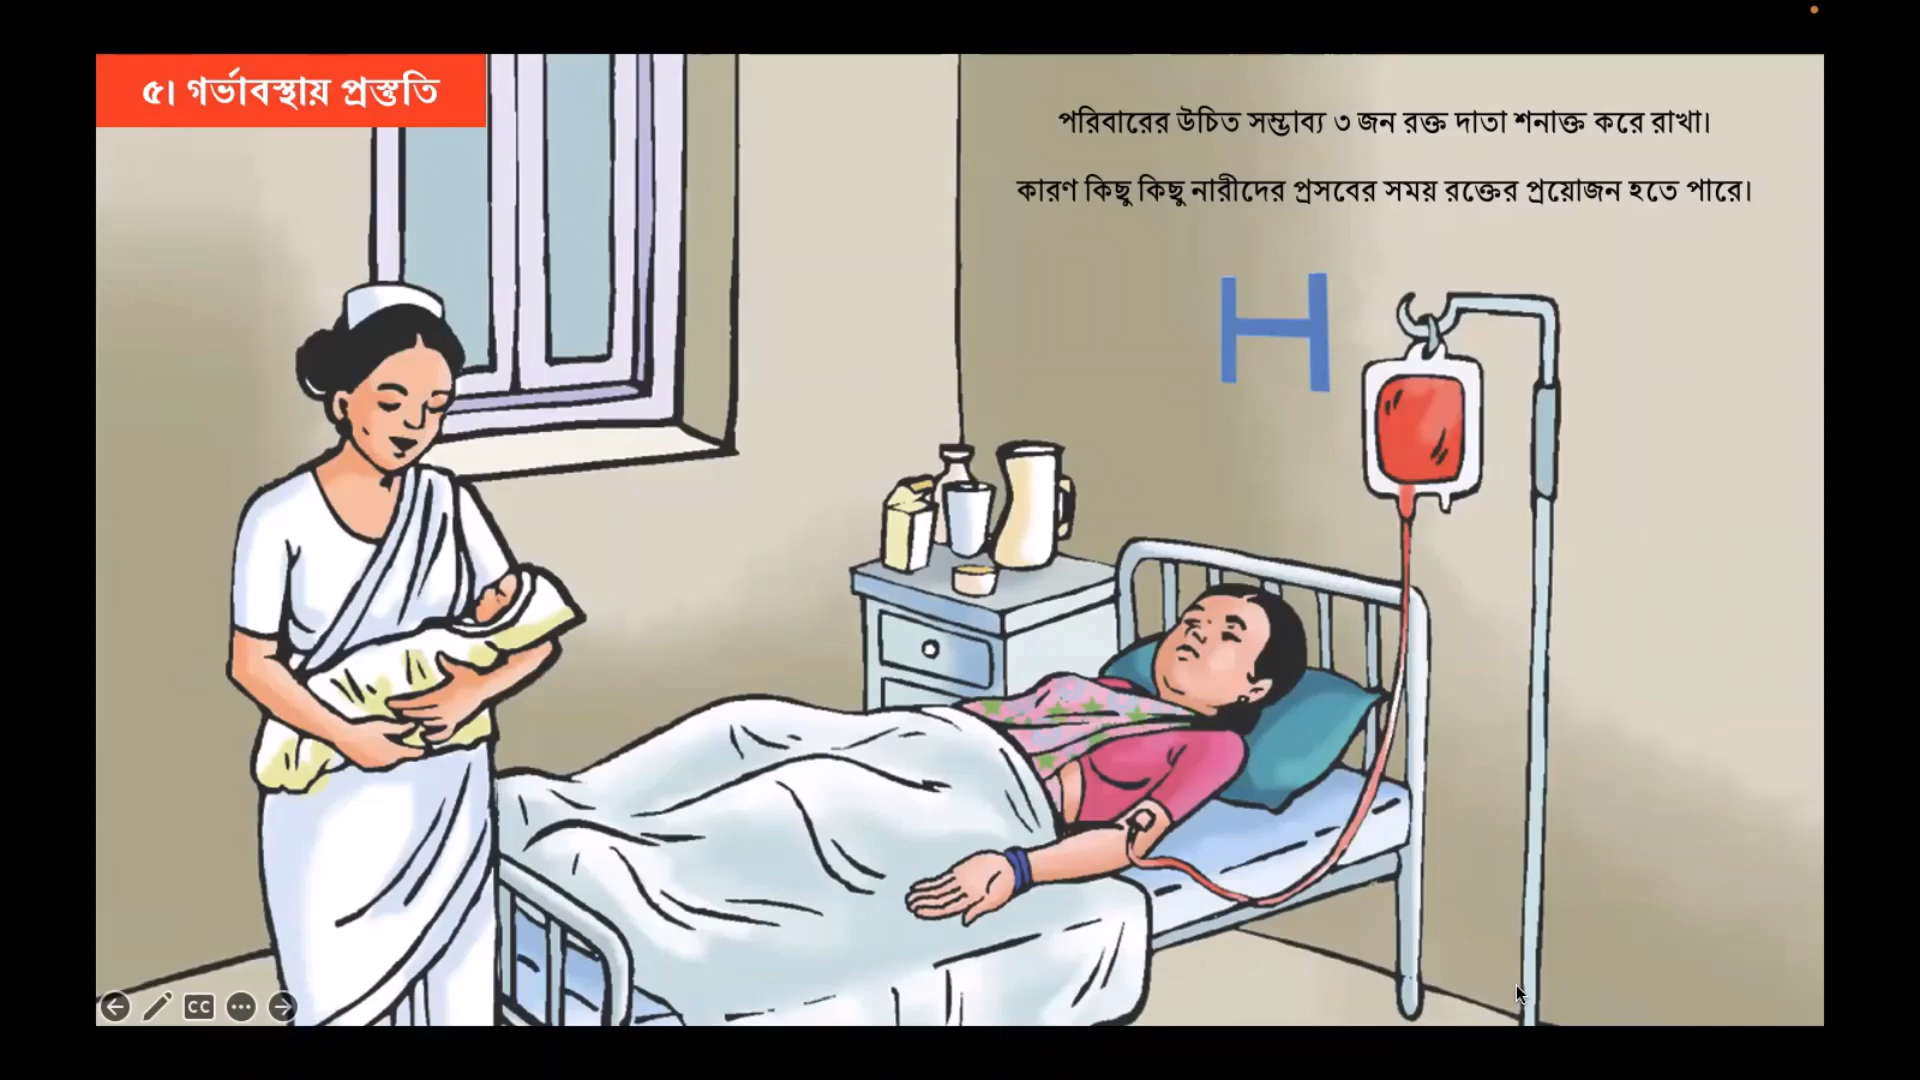 ৫। গর্ভাবস্থায় প্রস্তুতি
পরিবারের উচিত সম্ভাব্য ৩ জন রক্ত দাতা শনাক্ত করে রাখা।
কারণ কিছু কিছু নারীদের প্রসবের সময় রক্তের প্রয়োজন হতে পারে।
H
CC